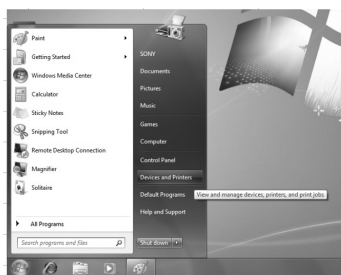 Paint
Getting Started
Windows Media Center
Calculator
Sticky Notes
Snipping Tool
Remote Desktop Connection
Magnifier
Solitaire
All Programs
Search programs and files
SONY
Documents
Pictures
Music
Games
Computer
Control Panel
Devices and Printers
Default Programs
View and manage devices, printers, and print jobs
Help and Support
Shut down